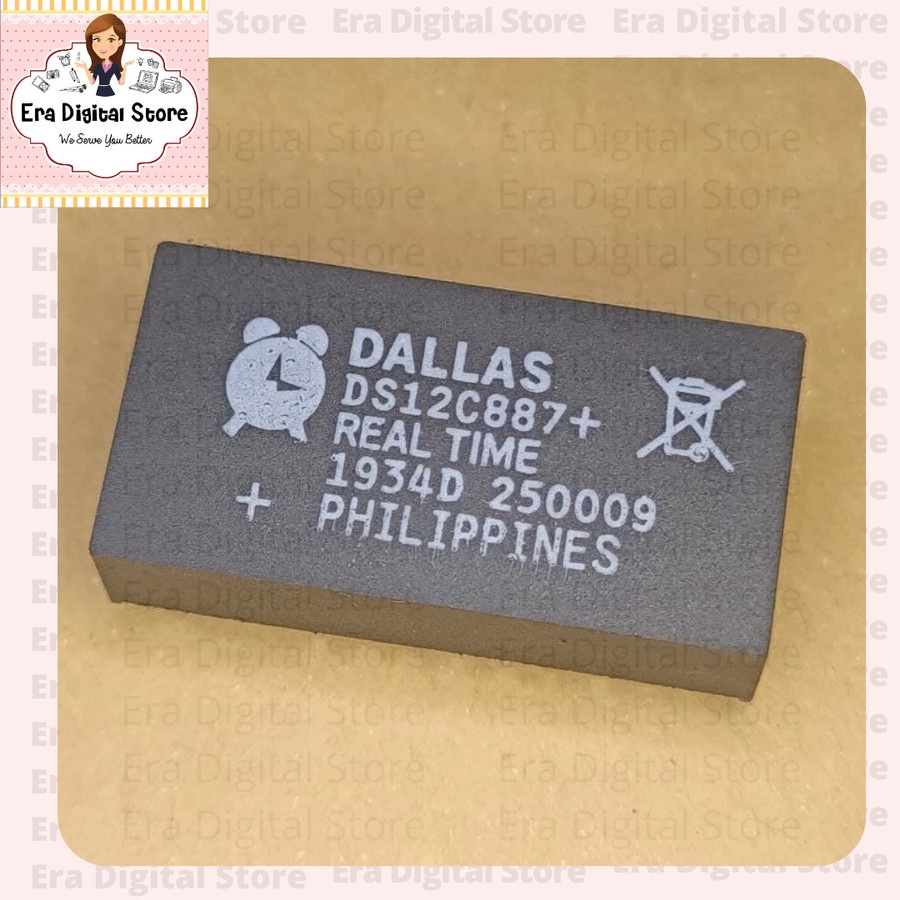 Era Digital Store
We Serve You Better
DALLAS
DS12C887+
REAL TIME
1934D 250009
+ PHILIPPINES